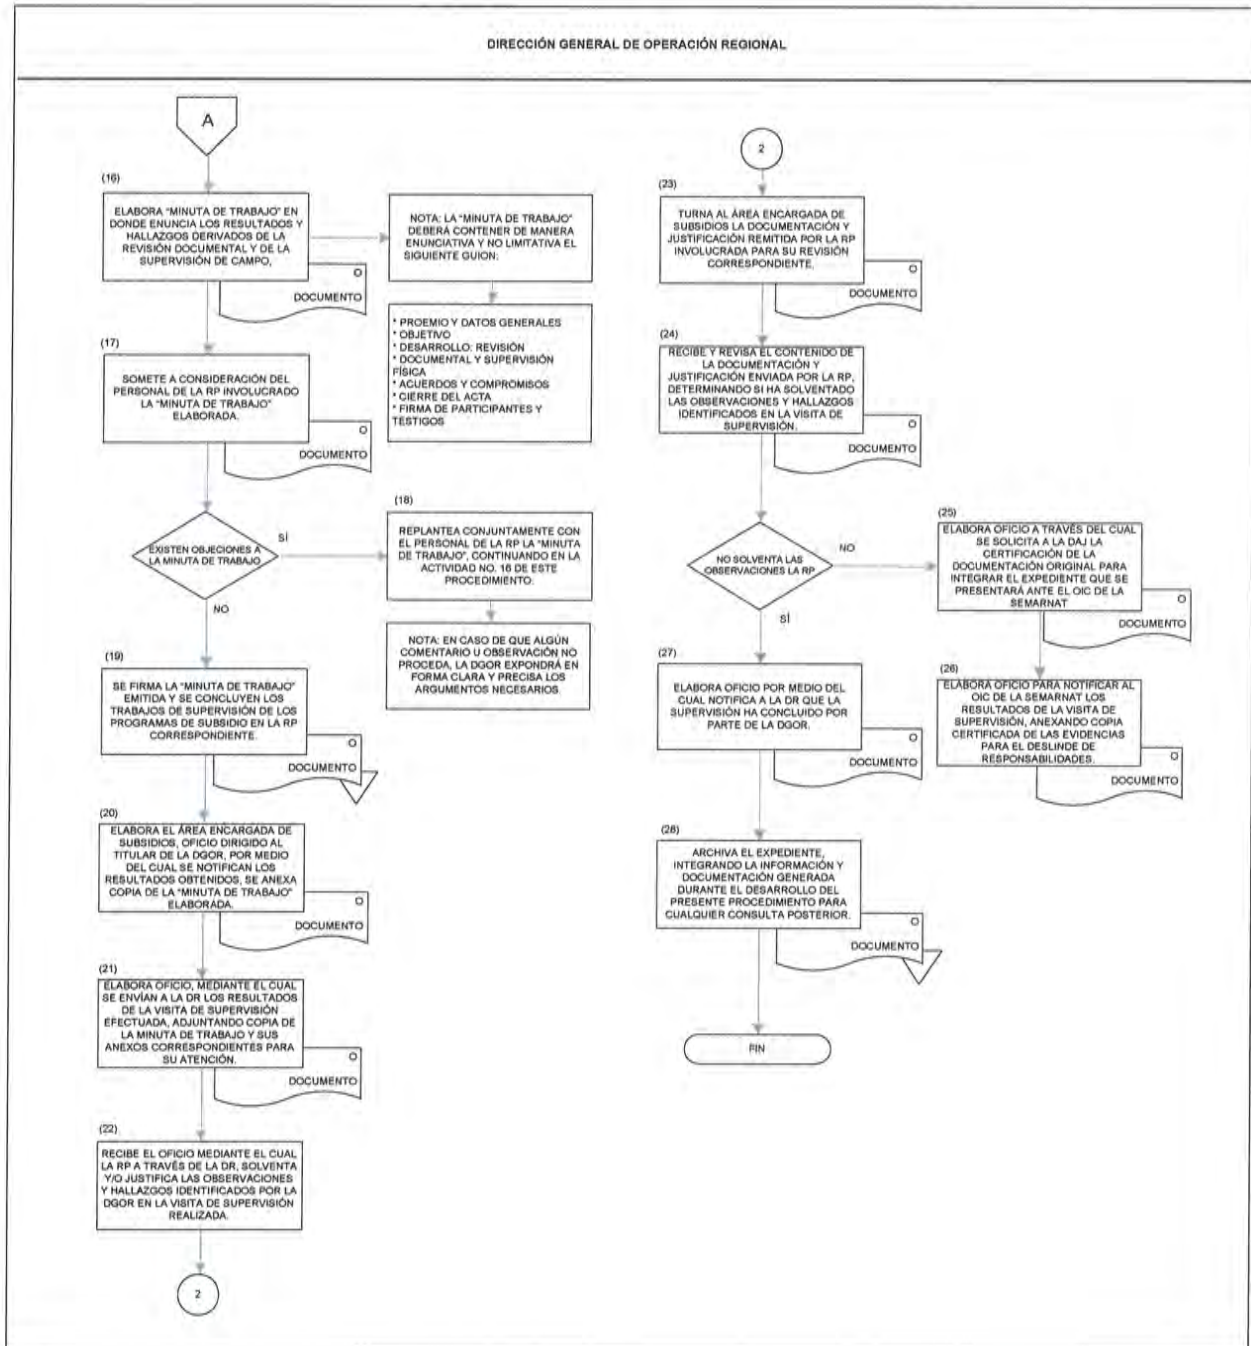 DIRECCIÓN GENERAL DE OPERACIÓN REGIONAL
A
(16)
ELABORA "MINUTA DE TRABAJO" EN
DONDE ENUNCIA LOS RESULTADOS Y
HALLAZGOS DERIVADOS DE LA
REVISIÓN DOCUMENTAL Y DE LA
SUPERVISIÓN DE CAMPO,
DOCUMENTO
NOTA: LA "MINUTA DE TRABAJO"
DEBERÁ CONTENER DE MANERA
ENUNCIATIVA Y NO LIMITATIVA EL
SIGUIENTE GUION:
* PROEMIO Y DATOS GENERALES
* OBJETIVO
* DESARROLLO: REVISIÓN
* DOCUMENTAL Y SUPERVISIÓN
FÍSICA
* ACUERDOS Y COMPROMISOS
* CIERRE DEL ACTA
* FIRMA DE PARTICIPANTES Y
TESTIGOS
(17)
SOMETE A CONSIDERACIÓN DEL
PERSONAL DE LA RP INVOLUCRADO
LA "MINUTA DE TRABAJO"
ELABORADA.
DOCUMENTO
EXISTEN OBJECIONES A
LA MINUTA DE TRABAJO
SÍ
NO
(18)
REPLANTEA CONJUNTAMENTE CON
EL PERSONAL DE LA RP LA "MINUTA
DE TRABAJO", CONTINUANDO EN LA
ACTIVIDAD NO. 16 DE ESTE
PROCEDIMIENTO.
NOTA: EN CASO DE QUE ALGÚN
COMENTARIO U OBSERVACIÓN NO
PROCEDA, LA DGOR EXPONDRÁ EN
FORMA CLARA Y PRECISA LOS
ARGUMENTOS NECESARIOS.
(19)
SE FIRMA LA "MINUTA DE TRABAJO"
EMITIDA Y SE CONCLUYEN LOS
TRABAJOS DE SUPERVISIÓN DE LOS
PROGRAMAS DE SUBSIDIO EN LA RP
CORRESPONDIENTE.
DOCUMENTO
(20)
ELABORA EL ÁREA ENCARGADA DE
SUBSIDIOS, OFICIO DIRIGIDO AL
TITULAR DE LA DGOR, POR MEDIO
DEL CUAL SE NOTIFICAN LOS
RESULTADOS OBTENIDOS, SE ANEXA
COPIA DE LA "MINUTA DE TRABAJO"
ELABORADA.
DOCUMENTO
(21)
ELABORA OFICIO, MEDIANTE EL CUAL
SE ENVÍAN A LA DR LOS RESULTADOS
DE LA VISITA DE SUPERVISIÓN
EFECTUADA, ADJUNTANDO COPIA DE
LA MINUTA DE TRABAJO Y SUS
ANEXOS CORRESPONDIENTES PARA
SU ATENCIÓN.
DOCUMENTO
(22)
RECIBE EL OFICIO MEDIANTE EL CUAL
LA RP A TRAVÉS DE LA DR, SOLVENTA
Y/O JUSTIFICA LAS OBSERVACIONES
Y HALLAZGOS IDENTIFICADOS POR LA
DGOR EN LA VISITA DE SUPERVISIÓN
REALIZADA.
2
2
(23)
TURNA AL ÁREA ENCARGADA DE
SUBSIDIOS LA DOCUMENTACIÓN Y
JUSTIFICACIÓN REMITIDA POR LA RP
INVOLUCRADA PARA SU REVISIÓN
CORRESPONDIENTE.
DOCUMENTO
(24)
RECIBE Y REVISA EL CONTENIDO DE
LA DOCUMENTACIÓN Y
JUSTIFICACIÓN ENVIADA POR LA RP,
DETERMINANDO SI HA SOLVENTADO
LAS OBSERVACIONES Y HALLAZGOS
IDENTIFICADOS EN LA VISITA DE
SUPERVISIÓN.
DOCUMENTO
NO SOLVENTA LAS
OBSERVACIONES LA RP
NO
SÍ
(25)
ELABORA OFICIO A TRAVÉS DEL CUAL
SE SOLICITA A LA DAJ LA
CERTIFICACIÓN DE LA
DOCUMENTACIÓN ORIGINAL PARA
INTEGRAR EL EXPEDIENTE QUE SE
PRESENTARÁ ANTE EL OIC DE LA
SEMARNAT
DOCUMENTO
(26)
ELABORA OFICIO PARA NOTIFICAR AL
OIC DE LA SEMARNAT LOS
RESULTADOS DE LA VISITA DE
SUPERVISIÓN, ANEXANDO COPIA
CERTIFICADA DE LAS EVIDENCIAS
PARA EL DESLINDE DE
RESPONSABILIDADES.
DOCUMENTO
(27)
ELABORA OFICIO POR MEDIO DEL
CUAL NOTIFICA A LA DR QUE LA
SUPERVISIÓN HA CONCLUIDO POR
PARTE DE LA DGOR.
DOCUMENTO
(28)
ARCHIVA EL EXPEDIENTE,
INTEGRANDO LA INFORMACIÓN Y
DOCUMENTACIÓN GENERADA
DURANTE EL DESARROLLO DEL
PRESENTE PROCEDIMIENTO PARA
CUALQUIER CONSULTA POSTERIOR.
DOCUMENTO
FIN